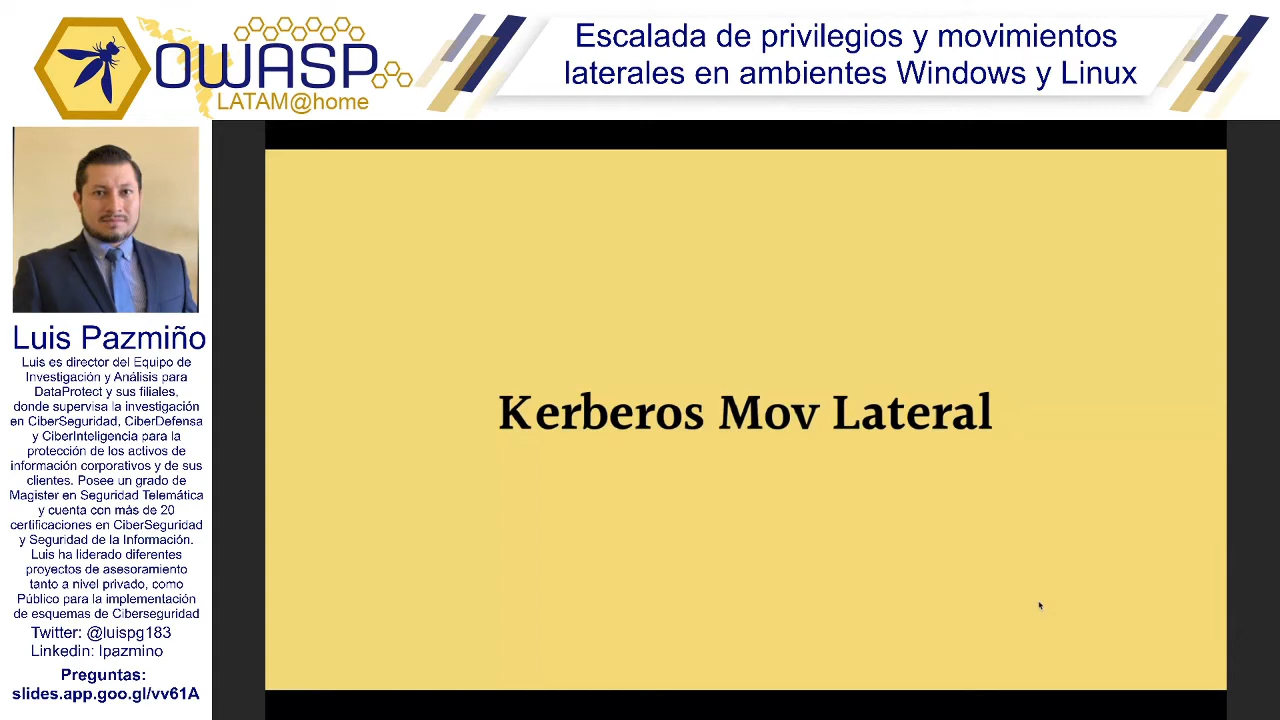 OWASP
LATAM@home
Escalada de privilegios y movimientos
laterales en ambientes Windows y Linux
Luis Pazmiño
Luis es director del Equipo de
Investigación y Análisis para
DataProtect y sus filiales,
donde supervisa la investigación
en CiberSeguridad, CiberDefensa
y CiberInteligencia para la
protección de los activos de
información corporativos y de sus
clientes. Posee un grado de
Magister en Seguridad Telemática
y cuenta con más de 20
certificaciones en CiberSeguridad
y Seguridad de la Información.
Luis ha liderado diferentes
proyectos de asesoramiento
tanto a nivel privado, como
Público para la implementación
de esquemas de Ciberseguridad
Twitter: @luispg183
Linkedin: lpazmino
Preguntas:
slides.app.goo.gl/vv61A
Kerberos Mov Lateral